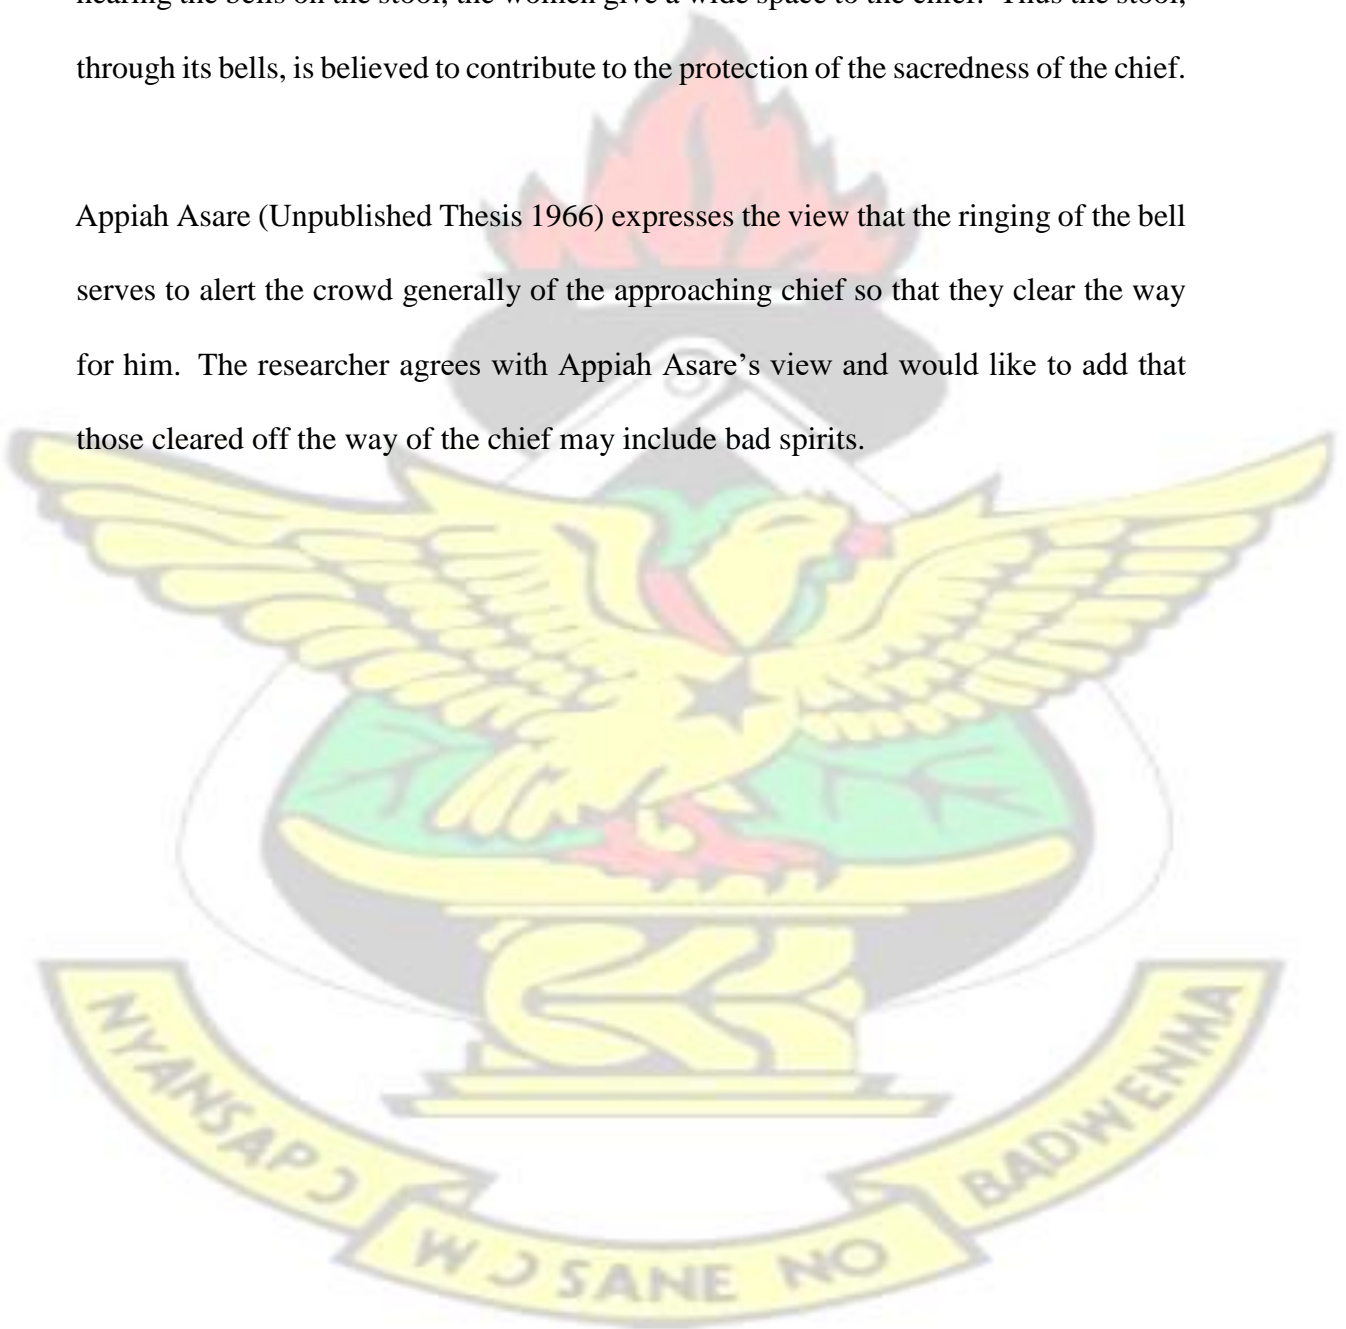 hearing the bells on the stool, the women give a wide space to the chief. Thus the stool,
through its bells, is believed to contribute to the protection of the sacredness of the chief.
Appiah Asare (Unpublished Thesis 1966) expresses the view that the ringing of the bell
serves to alert the crowd generally of the approaching chief so that they clear the way
for him. The researcher agrees with Appiah Asare’s view and would like to add that
those cleared off the way of the chief may include bad spirits.
NYANSAPƆ
WƆSANE NO
BADWENMA